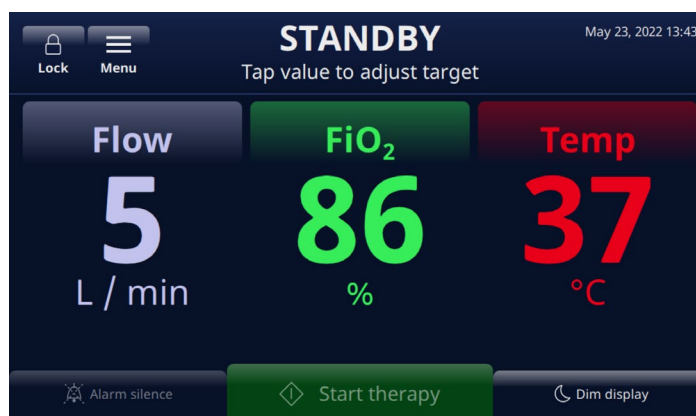 STANDBY
May 23, 2022 13:43
Lock
Menu
Tap value to adjust target
Flow
FiO₂
Temp
5
86
37
L / min
%
°C
Alarm silence
Start therapy
Dim display